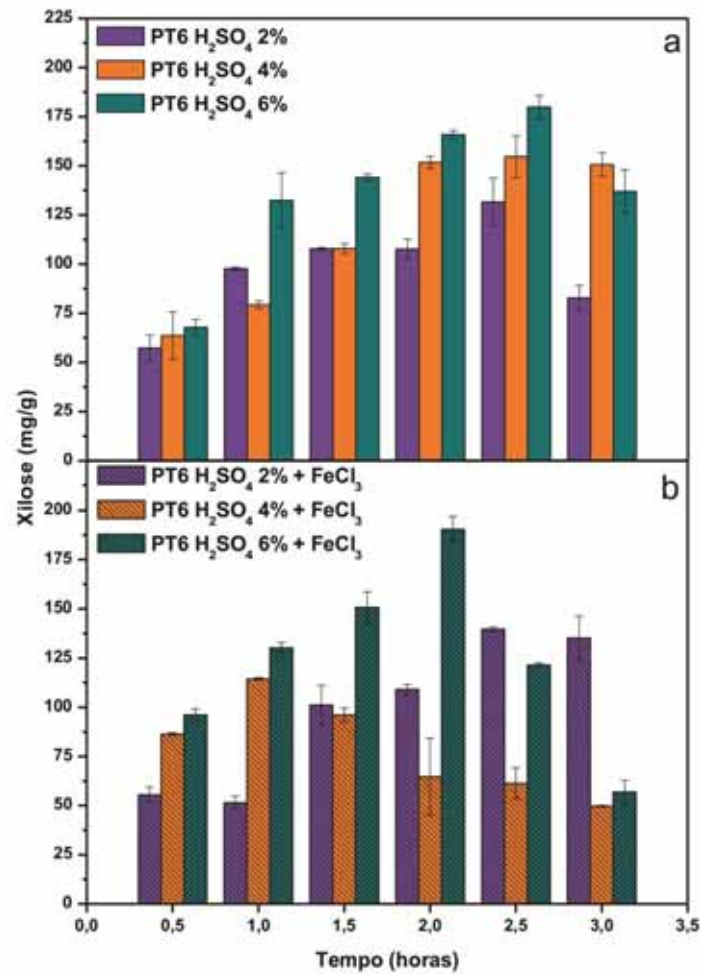 225
200
175
150
125
100
75
50
25
0
a
PT6 H₂SO₄ 2%
PT6 H₂SO₄ 4%
PT6 H₂SO₄ 6%
Xilose (mg/g)
b
PT6 H₂SO₄ 2% + FeCl₃
PT6 H₂SO₄ 4% + FeCl₃
PT6 H₂SO₄ 6% + FeCl₃
200
175
150
125
100
75
50
25
0
0,0 0,5 1,0 1,5 2,0 2,5 3,0 3,5
Tempo (horas)